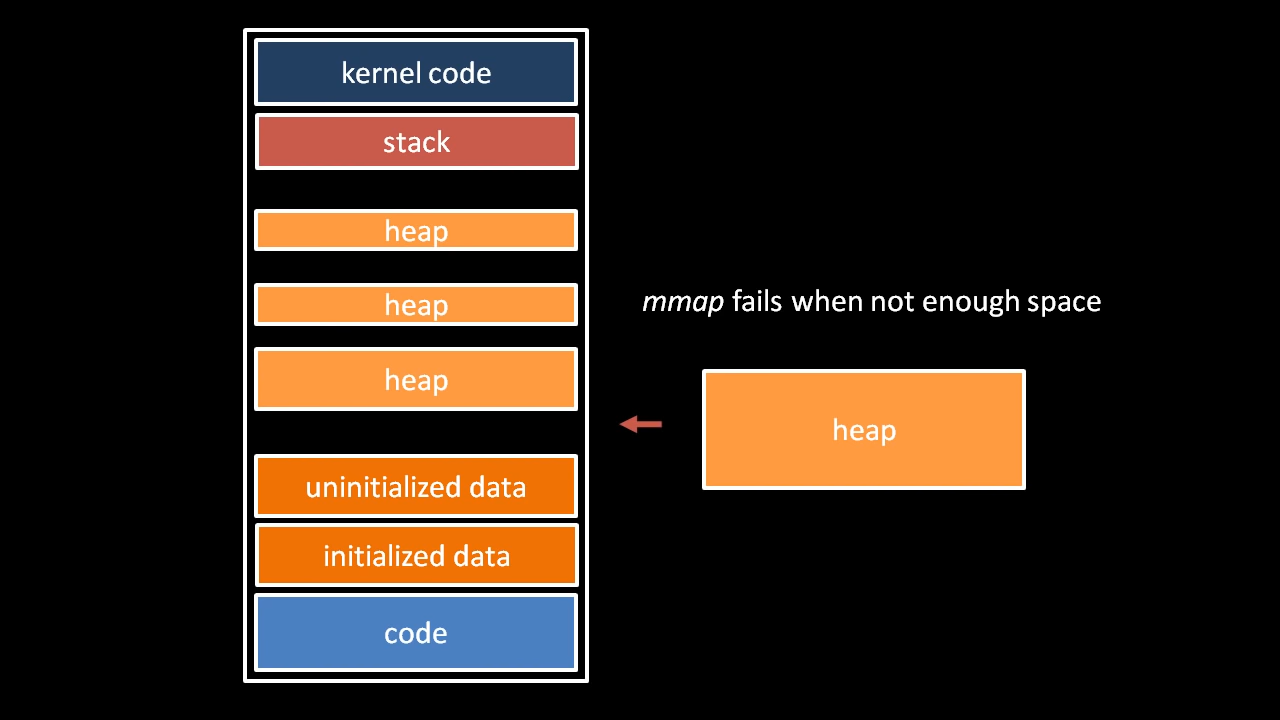 kernel code
stack
heap
heap
mmap fails when not enough space
heap
heap
uninitialized data
initialized data
code